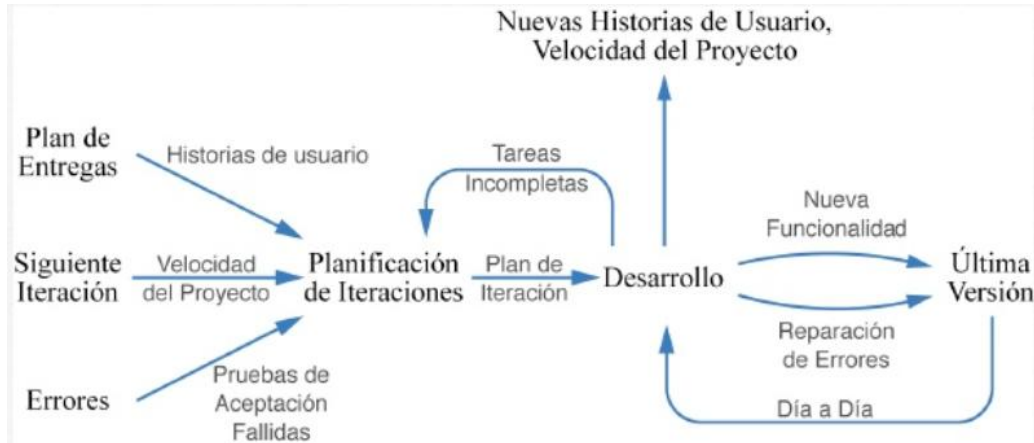 Nuevas Historias de Usuario,
Velocidad del Proyecto
Plan de
Entregas
Historias de usuario
Tareas
Incompletas
Nueva
Funcionalidad
Siguiente
Iteración
Velocidad
del Proyecto
Planificación
de Iteraciones
Plan de
Iteración
Desarrollo
Última
Versión
Reparación
de Errores
Errores
Pruebas de
Aceptación
Fallidas
Día a Día